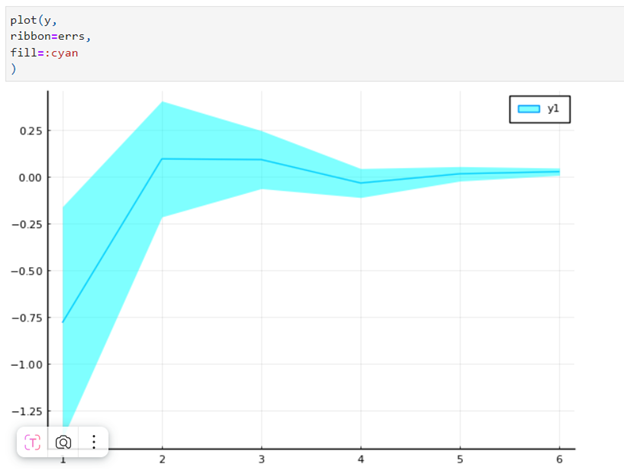 plot(y,
ribbon=errs,
fill=:cyan
)
y1
0.25
0.00
−0.25
−0.50
−0.75
−1.00
−1.25
T
1 2 3 4 5 6